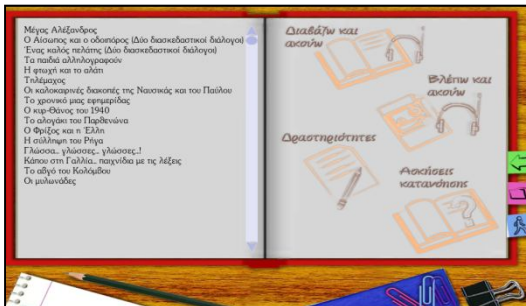 Μέγας Αλέξανδρος
Ο Αίσωπος και ο οδοιπόρος (Δύο διασκεδαστικοί διάλογοι)
Ένας καλός πελάτης (Δύο διασκεδαστικοί διάλογοι)
Τα παιδιά αλληλογραφούν
Η φτωχή και το αλάτι
Τηλέμαχος
Οι καλοκαιρινές διακοπές της Ναυσικάς και του Παύλου
Το χρονικό μιας εφημερίδας
Ο κυρ-Θάνος του 1940
Το αλογάκι του Παρθενώνα
Ο Φρίξος και η Έλλη
Η σύλληψη του Ρήγα
Γλώσσα... γλώσσες... γλώσσες...!
Κάπου στη Γαλλία... παιχνίδια με τις λέξεις
Το αβγό του Κολόμβου
Οι μυλωνάδες
Διαβάζω και
ακούω
Βλέπω και
ακούω
Δραστηριότητες
Ασκήσεις
κατανόησης